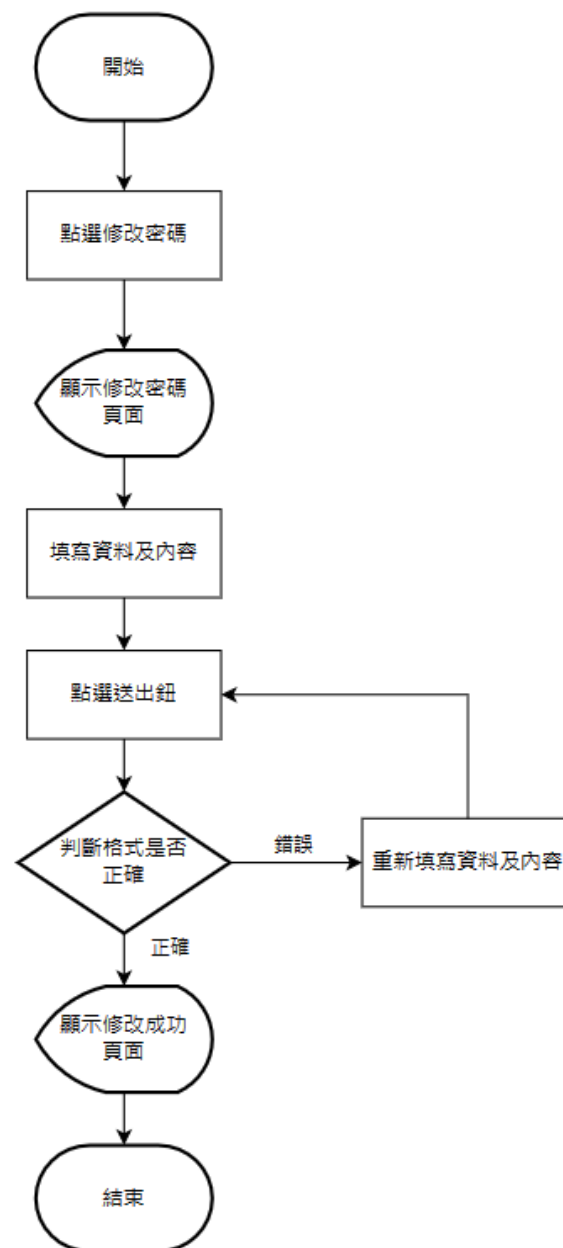 開始
點選修改密碼
顯示修改密碼
頁面
填寫資料及內容
點選送出鈕
判斷格式是否
正確
錯誤
重新填寫資料及內容
正確
顯示修改成功
頁面
結束